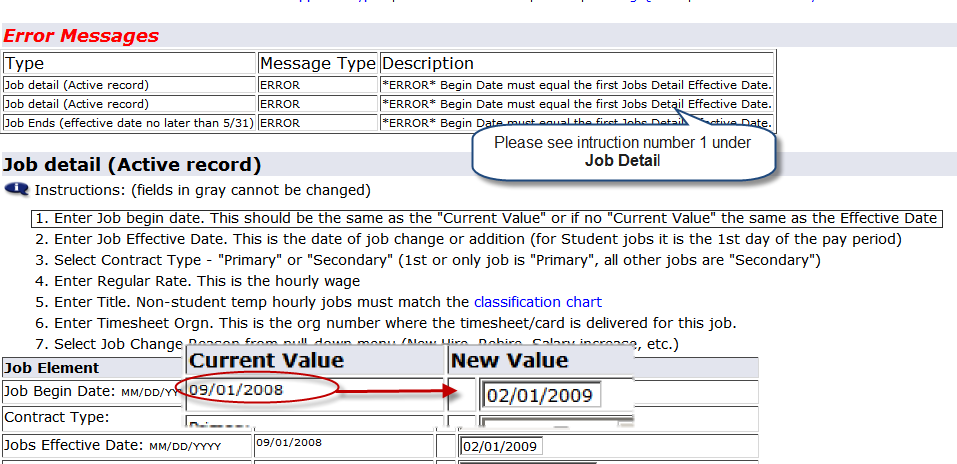 Error Messages
Type Message Type Description
Job detail (Active record) ERROR *ERROR* Begin Date must equal the first Jobs Detail Effective Date.
Job detail (Active record) ERROR *ERROR* Begin Date must equal the first Jobs Detail Effective Date.
Job Ends (effective date no later than 5/31) ERROR *ERROR* Begin Date must equal the first Jobs Detail Effective Date.
Please see intruction number 1 under
Job Detail
Job detail (Active record)
Instructions: (fields in gray cannot be changed)
1. Enter Job begin date. This should be the same as the "Current Value" or if no "Current Value" the same as the Effective Date
2. Enter Job Effective Date. This is the date of job change or addition (for Student jobs it is the 1st day of the pay period)
3. Select Contract Type - "Primary" or "Secondary" (1st or only job is "Primary", all other jobs are "Secondary")
4. Enter Regular Rate. This is the hourly wage
5. Enter Title. Non-student temp hourly jobs must match the classification chart
6. Enter Timesheet Orgn. This is the org number where the timesheet/card is delivered for this job.
7. Select Job Change Reason from pull-down menu (New Hire, Rehire, Salary increase, etc.)
Job Element Current Value New Value
Job Begin Date: MM/DD/YY 09/01/2008 02/01/2009
Contract Type:
Jobs Effective Date: MM/DD/YYYY 09/01/2008 02/01/2009